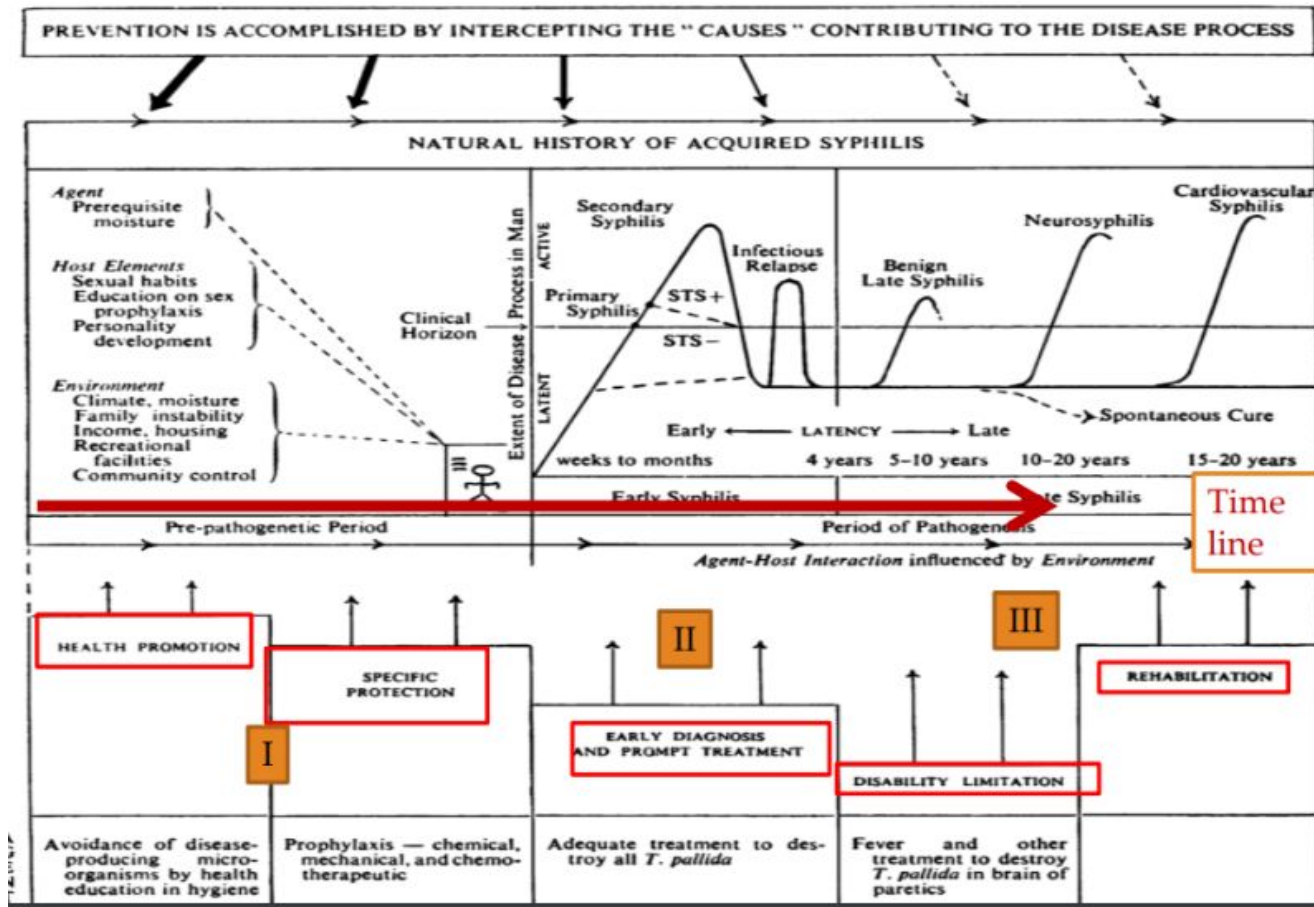 PREVENTION IS ACCOMPLISHED BY INTERCEPTING THE "CAUSES" CONTRIBUTING TO THE DISEASE PROCESS
NATURAL HISTORY OF ACQUIRED SYPHILIS
Agent
Prerequisite
moisture
Host Elements
Sexual habits
Education on sex
prophylaxis
Personality
development
Environment
Climate, moisture
Family instability
Income, housing
Recreational
facilities
Community control
Clinical
Horizon
Extent of Disease Process in Man
LATENT
ACTIVE
Secondary
Syphilis
Primary
Syphilis
STS+
STS−
Infectious
Relapse
Benign
Late Syphilis
Neurosyphilis
Cardiovascular
Syphilis
Spontaneous Cure
Early LATENCY Late
weeks to months 4 years 5-10 years 10-20 years 15-20 years
Early Syphilis
Syphilis
Time
line
Pre-pathogenetic Period
Period of Pathogenesis
Agent-Host Interaction influenced by Environment
HEALTH PROMOTION
SPECIFIC
PROTECTION
I
II
EARLY DIAGNOSIS
AND PROMPT TREATMENT
III
DISABILITY LIMITATION
REHABILITATION
Avoidance of disease-
producing micro-
organisms by health
education in hygiene
Prophylaxis — chemical,
mechanical, and chemo-
therapeutic
Adequate treatment to des-
troy all T. pallida
Fever and other
treatment to destroy
T. pallida in brain of
paretics